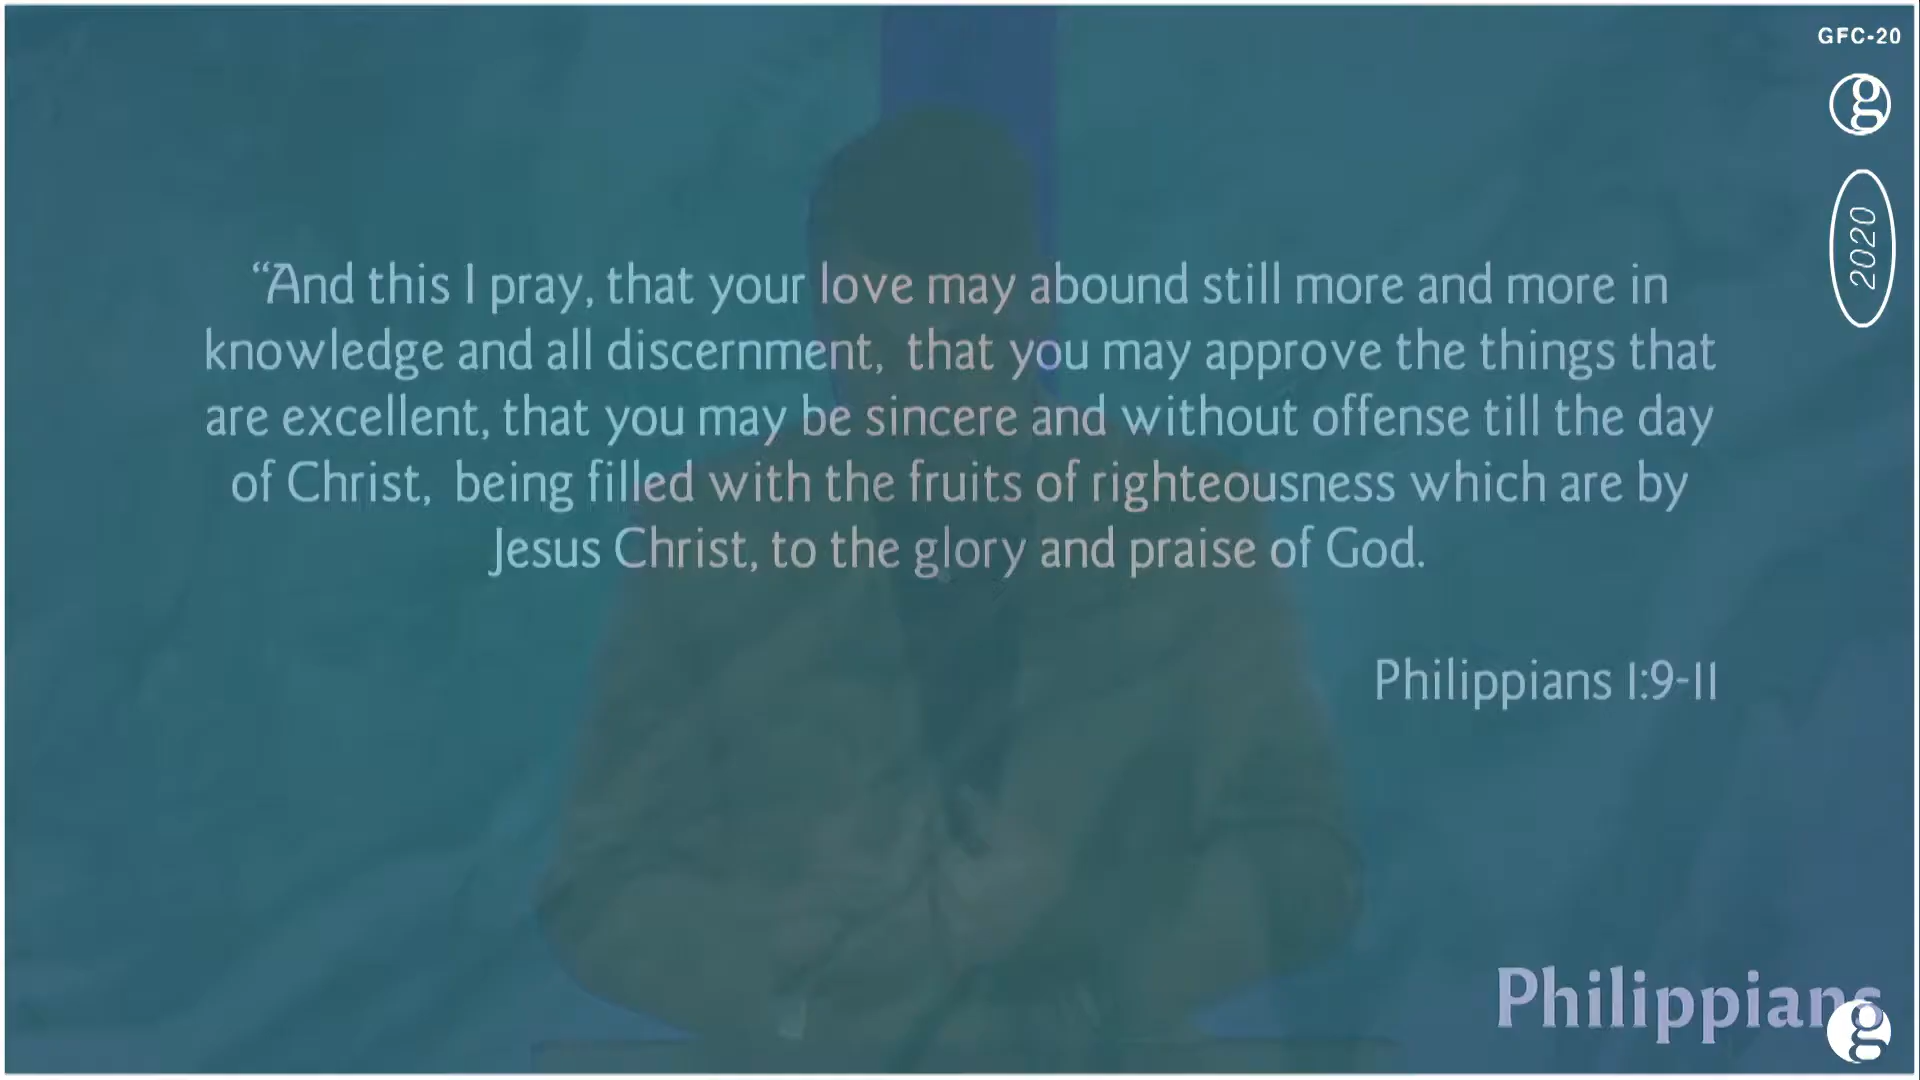 GFC-20
g
2020
“And this I pray, that your love may abound still more and more in
knowledge and all discernment, that you may approve the things that
are excellent, that you may be sincere and without offense till the day
of Christ, being filled with the fruits of righteousness which are by
Jesus Christ, to the glory and praise of God.
Philippians 1:9-11
Philippians
g